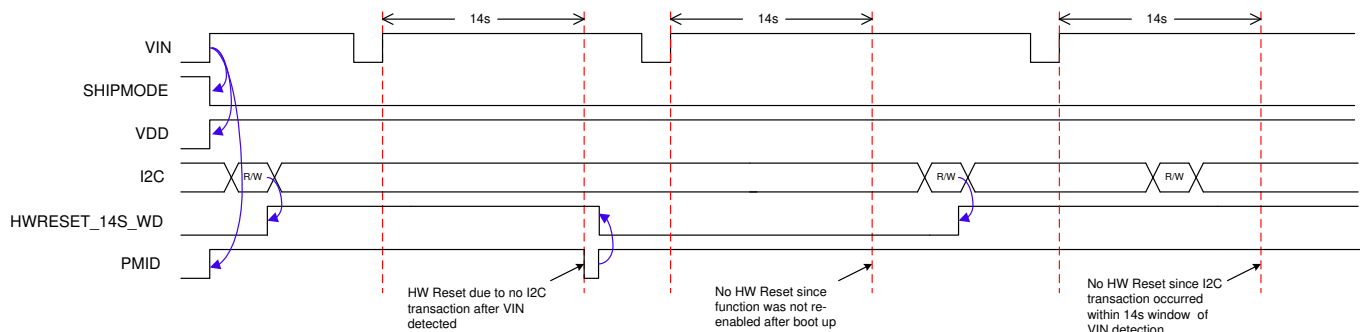 14s
14s
14s
VIN
SHIPMODE
VDD
I2C
R/W
R/W
R/W
HWRESET_14S_WD
PMID
HW Reset due to no I2C
transaction after VIN
detected
No HW Reset since
function was not re-
enabled after boot up
No HW Reset since I2C
transaction occurred
within 14s window of
VIN detection